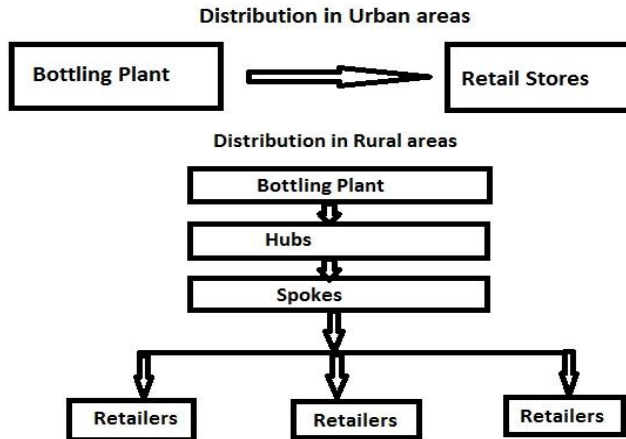 Distribution in Urban areas
Bottling Plant
Retail Stores
Distribution in Rural areas
Bottling Plant
Hubs
Spokes
Retailers
Retailers
Retailers